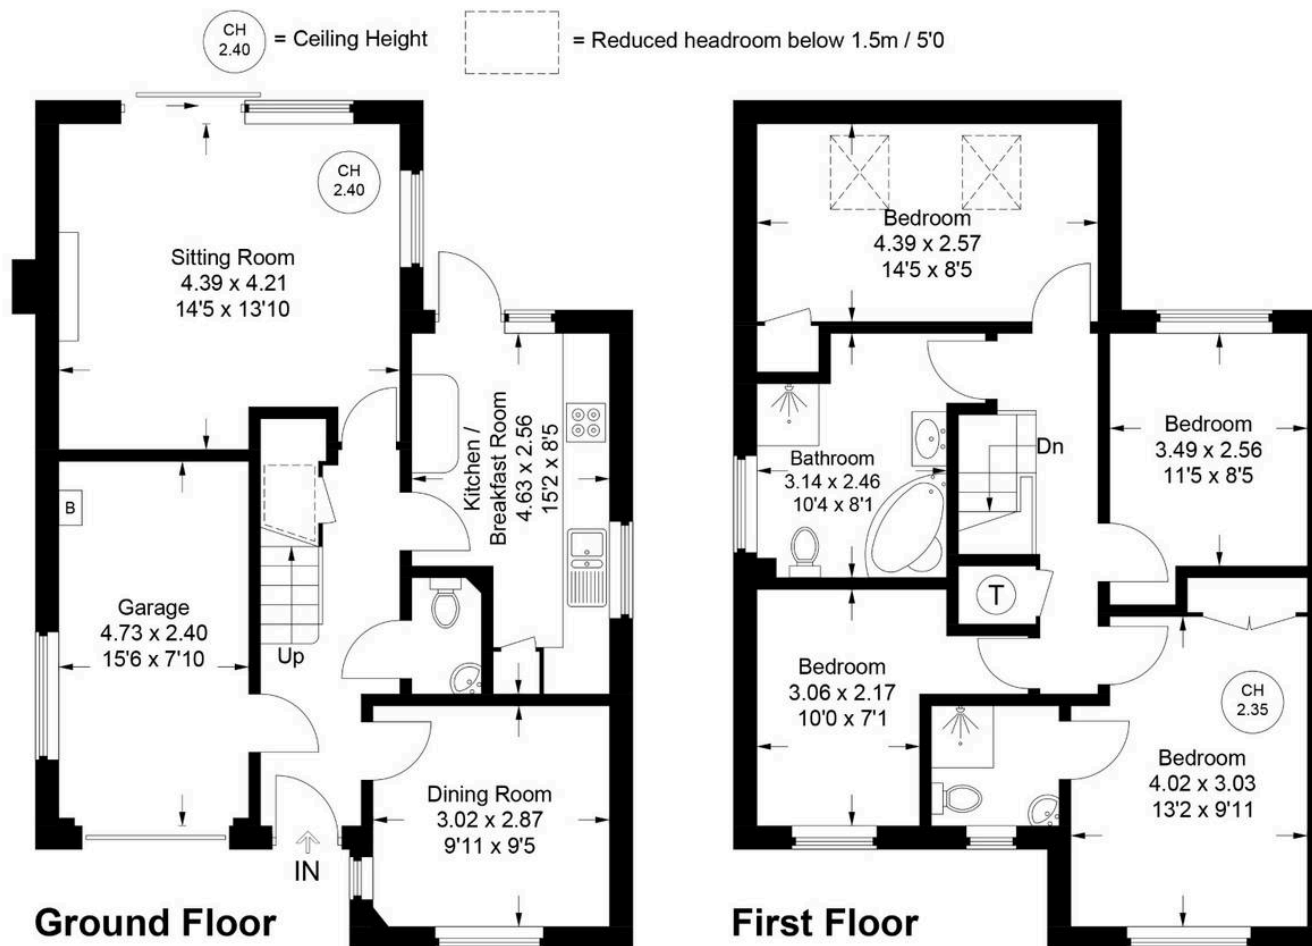 CH
2.40
= Ceiling Height
= Reduced headroom below 1.5m / 5'0
CH
2.40
Sitting Room
4.39 x 4.21
14'5 x 13'10
Kitchen /
Breakfast Room
4.63 x 2.56
15'2 x 8'5
B
Garage
4.73 x 2.40
15'6 x 7'10
Up
Dining Room
3.02 x 2.87
9'11 x 9'5
IN
Ground Floor
Bedroom
4.39 x 2.57
14'5 x 8'5
Bedroom
3.49 x 2.56
11'5 x 8'5
Dn
Bathroom
3.14 x 2.46
10'4 x 8'1
T
Bedroom
3.06 x 2.17
10'0 x 7'1
CH
2.35
Bedroom
4.02 x 3.03
13'2 x 9'11
First Floor